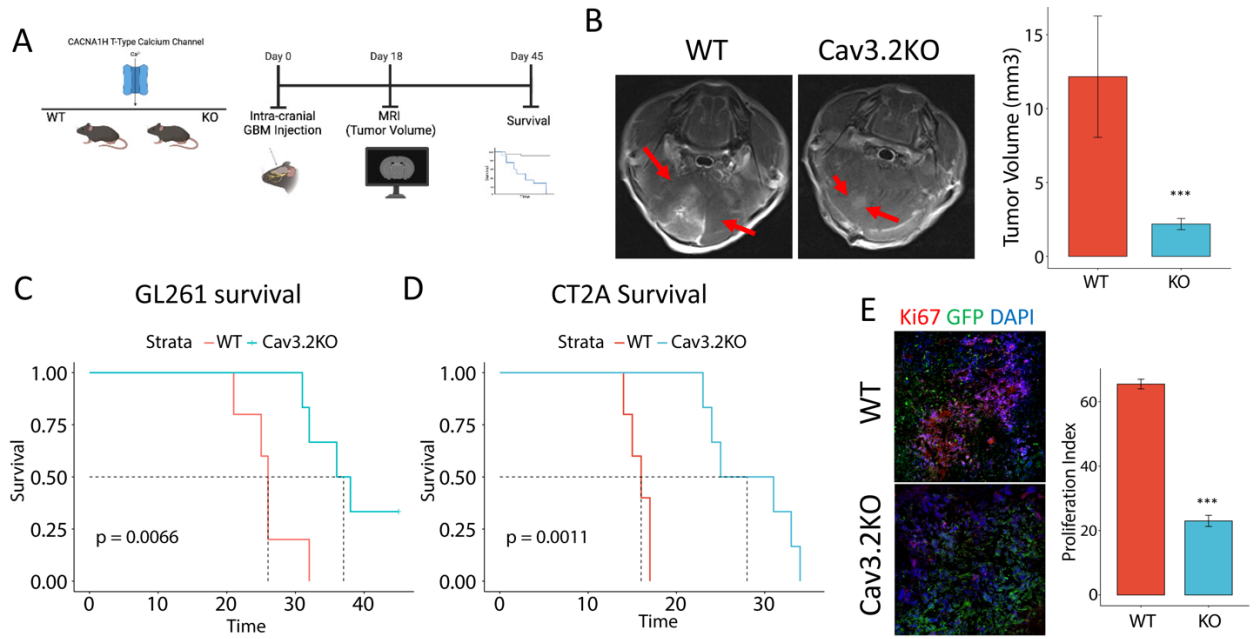 A
CACNA1H T-Type Calcium Channel
Ca²⁺
WT
KO
Day 0
Day 18
Day 45
Intra-cranial
GBM Injection
MRI
(Tumor Volume)
Survival
Survival
Time
B
WT
Cav3.2KO
Tumor Volume (mm3)
15
10
5
0
***
WT
KO
C
GL261 survival
Strata
WT
Cav3.2KO
Survival
1.00
0.75
0.50
0.25
0.00
p = 0.0066
0
10
20
30
40
Time
D
CT2A Survival
Strata
WT
Cav3.2KO
Survival
1.00
0.75
0.50
0.25
0.00
p = 0.0011
0
10
20
30
Time
E
Ki67 GFP DAPI
WT
Cav3.2KO
Proliferation Index
60
40
20
0
***
WT
KO